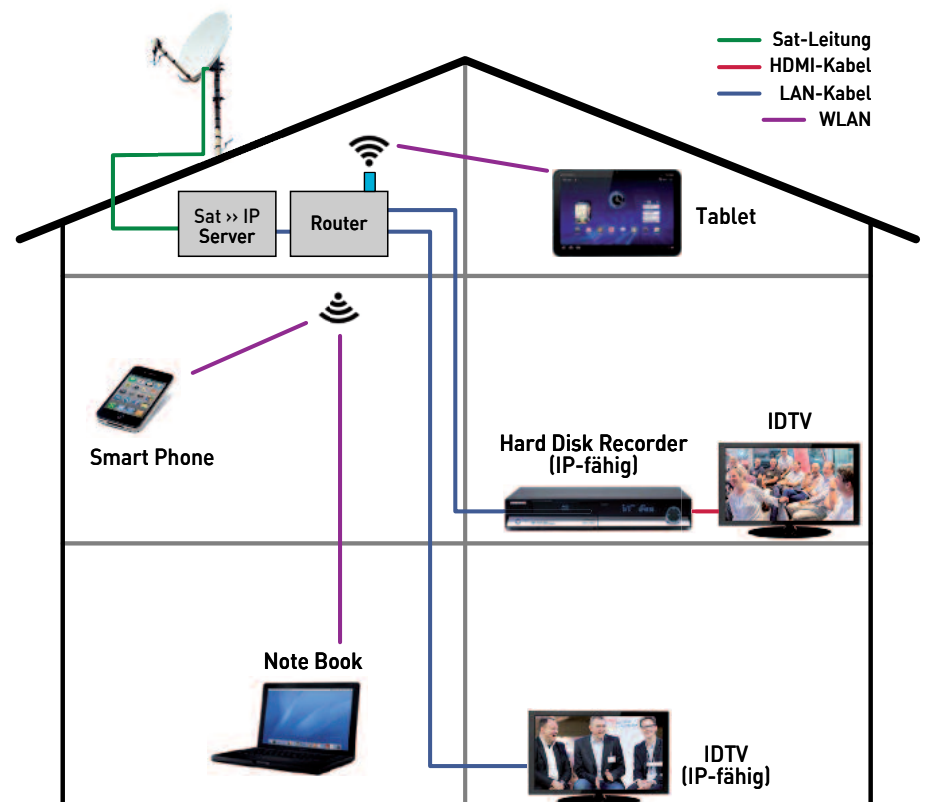 Sat-Leitung
HDMI-Kabel
LAN-Kabel
WLAN
Sat ›› IP
Server
Router
Tablet
Smart Phone
IDTV
Hard Disk Recorder
(IP-fähig)
Note Book
IDTV
(IP-fähig)